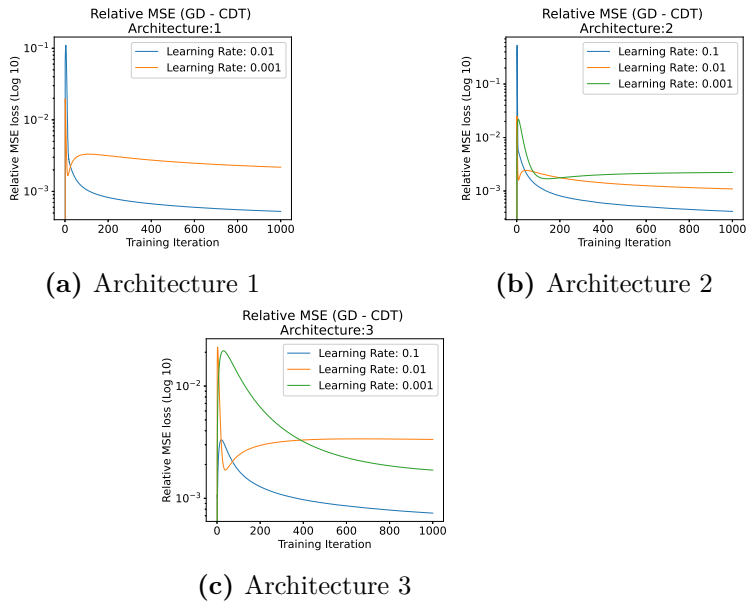 Relative MSE (GD - CDT)
Architecture:1
Relative MSE loss (Log 10)
10⁻¹
10⁻²
10⁻³
Learning Rate: 0.01
Learning Rate: 0.001
0 200 400 600 800 1000
Training Iteration
(a) Architecture 1
Relative MSE (GD - CDT)
Architecture:2
Relative MSE loss (Log 10)
10⁻¹
10⁻²
10⁻³
Learning Rate: 0.1
Learning Rate: 0.01
Learning Rate: 0.001
0 200 400 600 800 1000
Training Iteration
(b) Architecture 2
Relative MSE (GD - CDT)
Architecture:3
Relative MSE loss (Log 10)
10⁻²
10⁻³
Learning Rate: 0.1
Learning Rate: 0.01
Learning Rate: 0.001
0 200 400 600 800 1000
Training Iteration
(c) Architecture 3